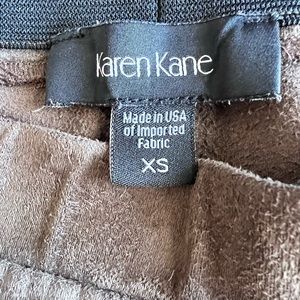 Karen Kane
Made in USA
of Imported
Fabric
XS